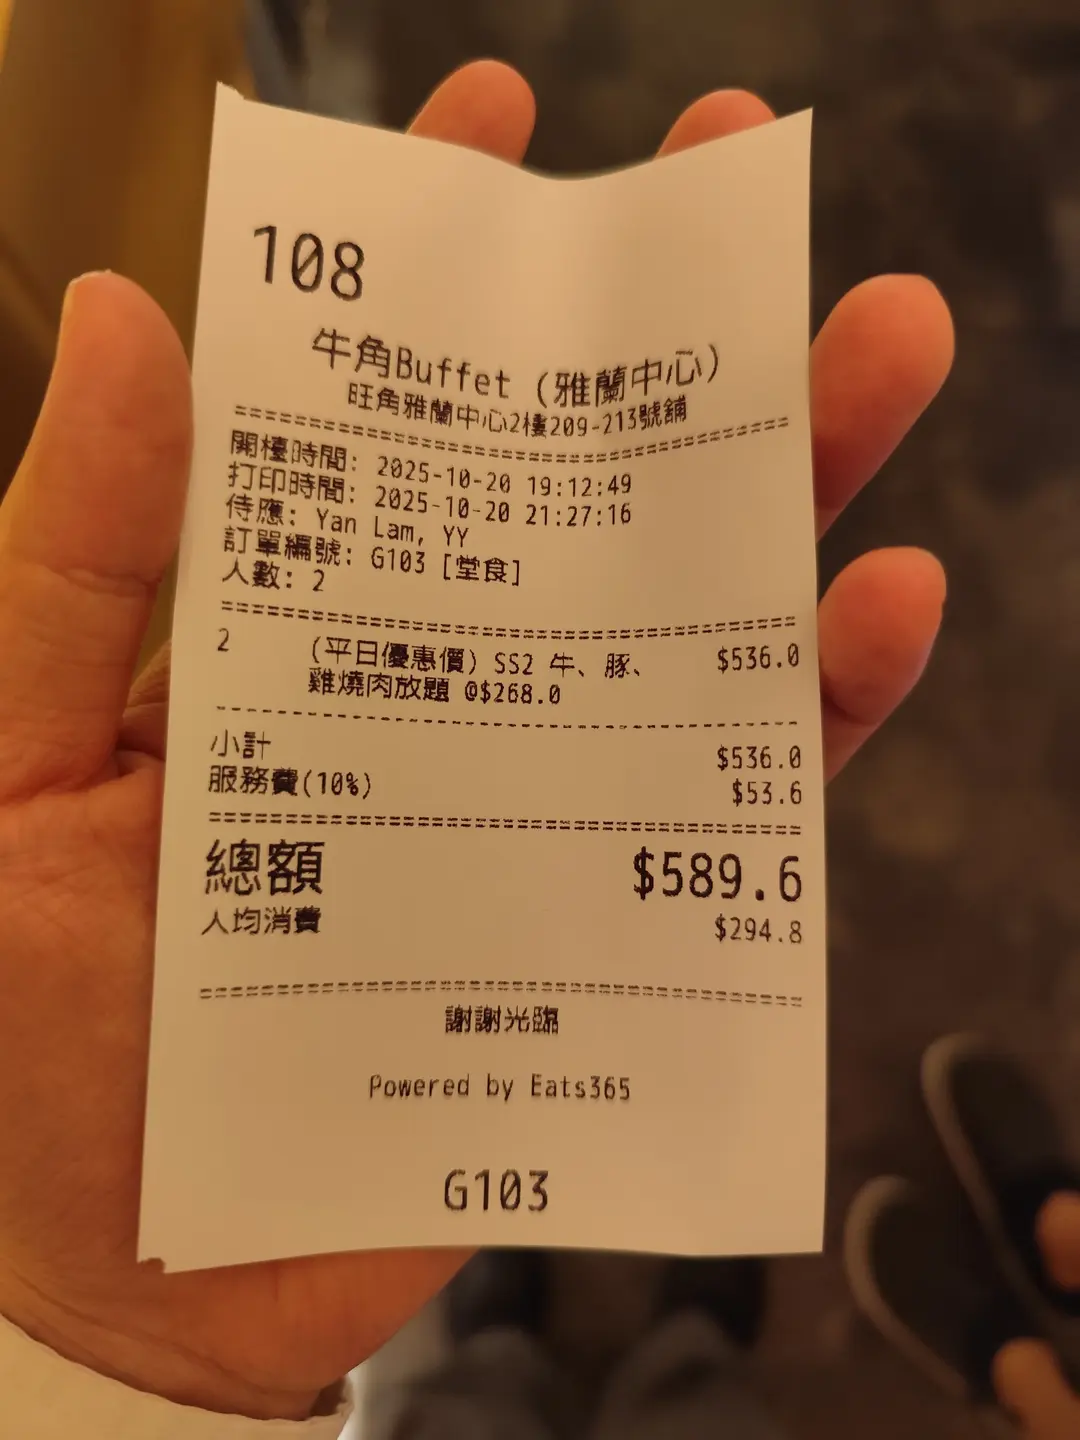 108
牛角Buffet (雅蘭中心)
旺角雅蘭中心2樓209-213號舖
開檯時間: 2025-10-20 19:12:49
打印時間: 2025-10-20 21:27:16
侍應: Yan Lam, YY
訂單編號: G103 [堂食]
人數: 2
2 (平日優惠價) SS2 牛、豚、 $536.0
雞燒肉放題 @$268.0
小計 $536.0
服務費(10%) $53.6
總額 $589.6
人均消費 $294.8
謝謝光臨
Powered by Eats365
G103